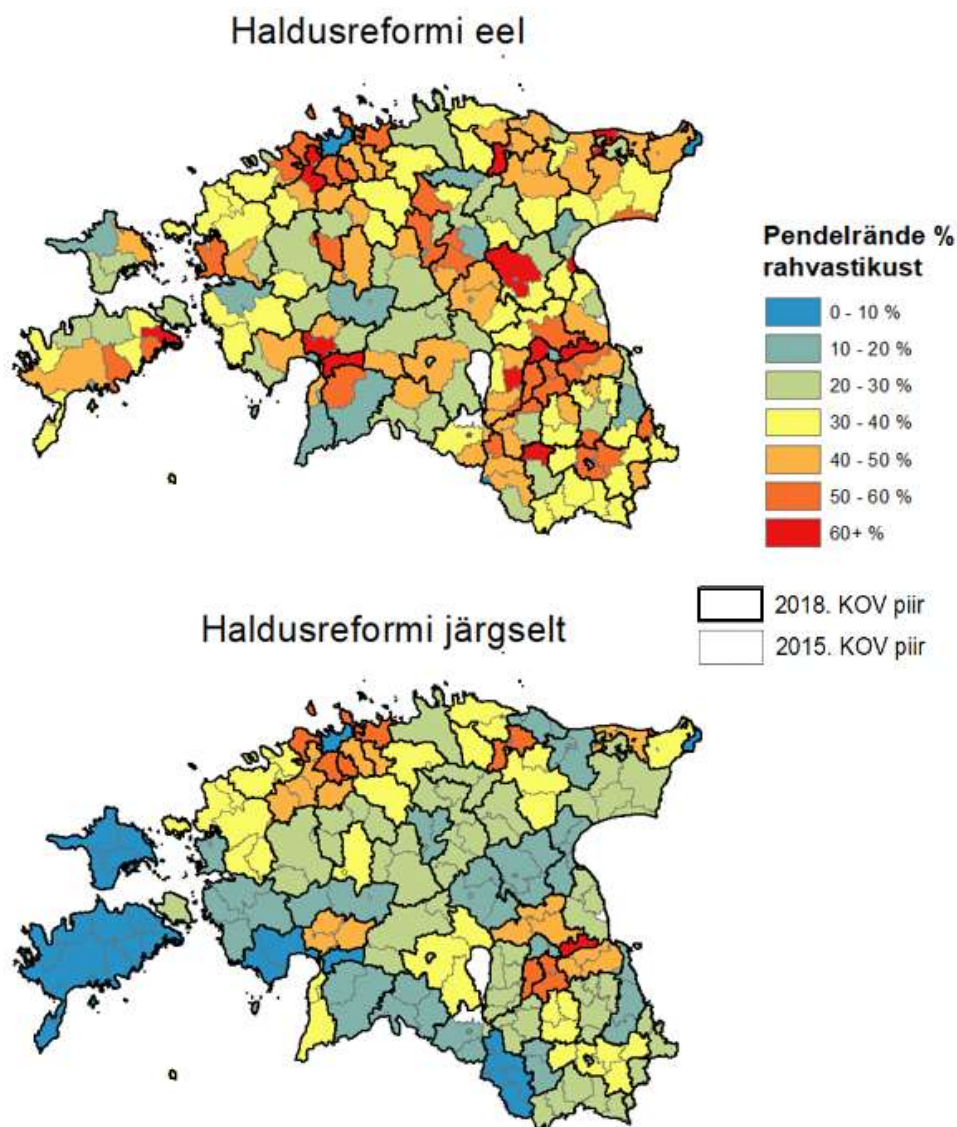 Haldusreformi eel
Pendelrände %
rahvastikust
0 - 10 %
10 - 20 %
20 - 30 %
30 - 40 %
40 - 50 %
50 - 60 %
60+ %
2018. KOV piir
2015. KOV piir
Haldusreformi järgselt